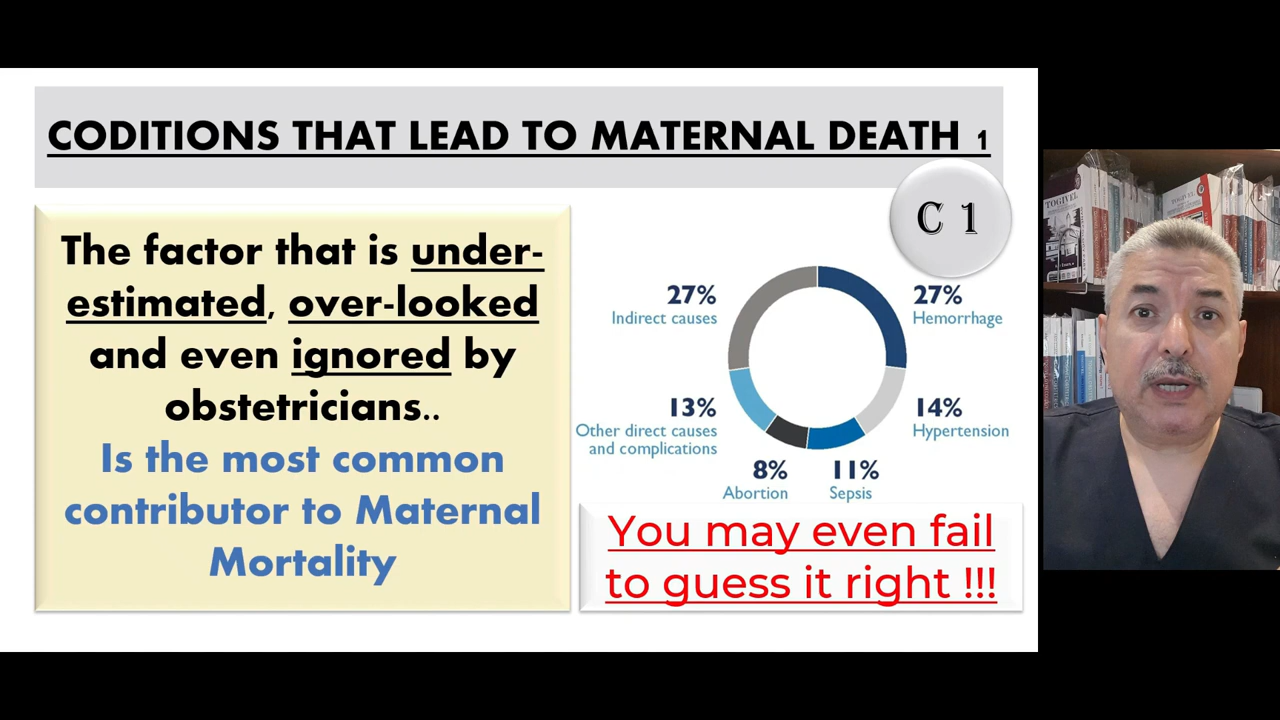 CODITIONS THAT LEAD TO MATERNAL DEATH 1
C 1
The factor that is under-
estimated, over-looked
and even ignored by
obstetricians..
Is the most common
contributor to Maternal
Mortality
27%
Indirect causes
27%
Hemorrhage
13%
Other direct causes
and complications
14%
Hypertension
8%
Abortion
11%
Sepsis
You may even fail
to guess it right !!!
TOGIVEL
TOGIVEL